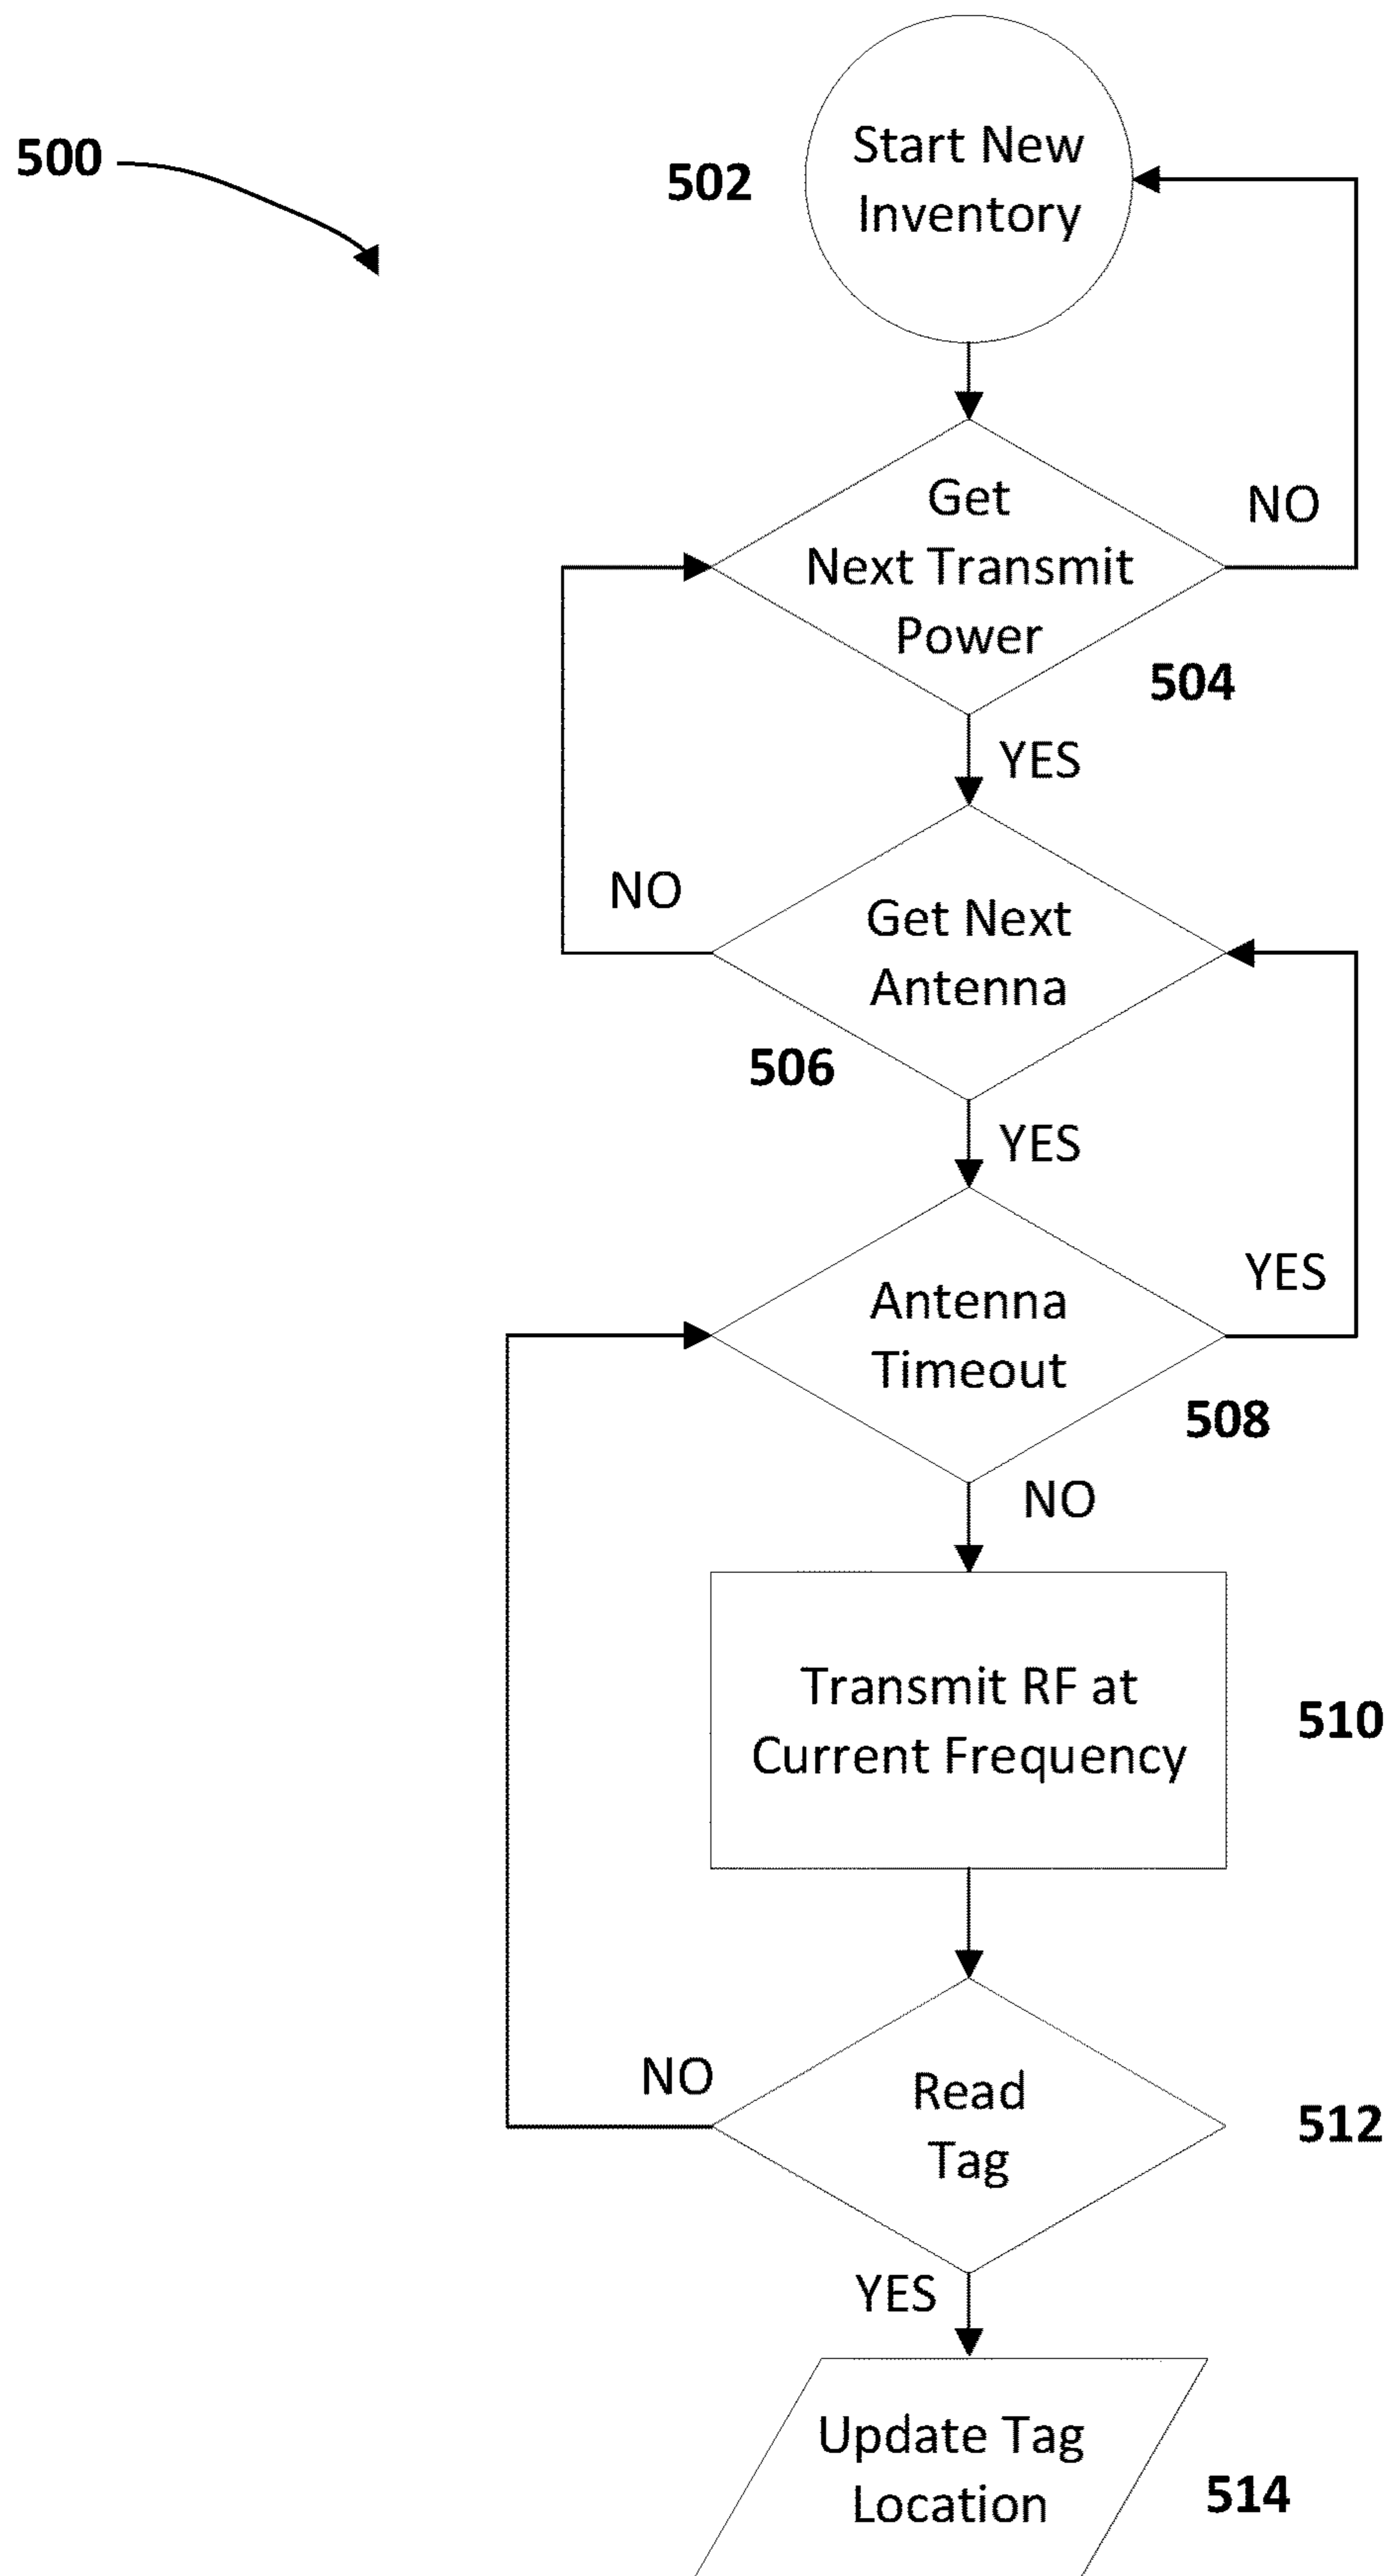 500
502
Start New
Inventory
Get
Next Transmit
Power
NO
504
YES
NO
Get Next
Antenna
506
YES
Antenna
Timeout
YES
508
NO
Transmit RF at
Current Frequency
510
NO
Read
Tag
512
YES
Update Tag
Location
514